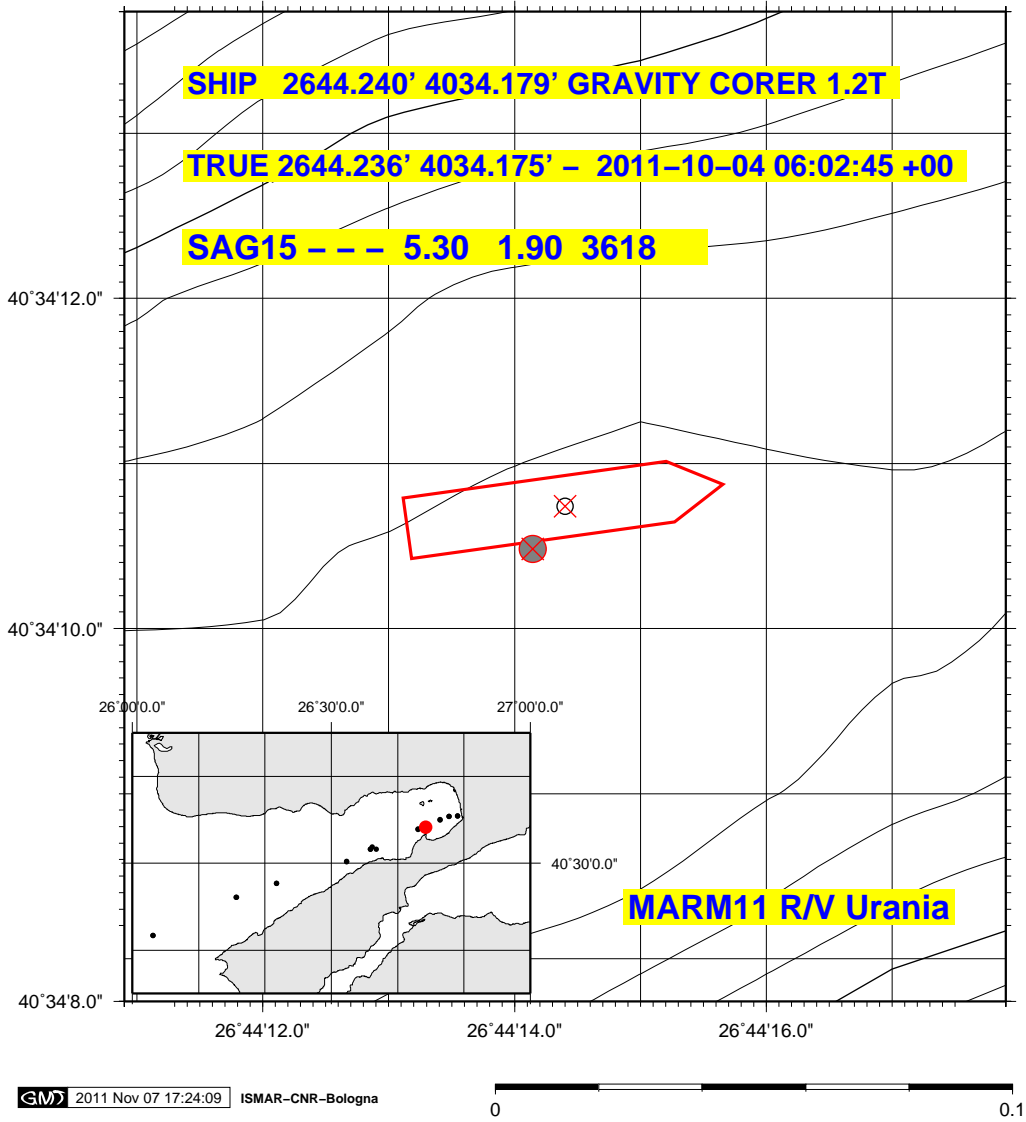 SHIP 2644.240’ 4034.179’ GRAVITY CORER 1.2T
TRUE 2644.236’ 4034.175’ − 2011−10−04 06:02:45 +00
SAG15 − − − 5.30 1.90 3618
40˚34'12.0"
40˚34'10.0"
26˚00'0.0" 26˚30'0.0" 27˚00'0.0"
40˚30'0.0"
MARM11 R/V Urania
40˚34'8.0"
26˚44'12.0" 26˚44'14.0" 26˚44'16.0"
GMT 2011 Nov 07 17:24:09 ISMAR−CNR−Bologna
0 0.1